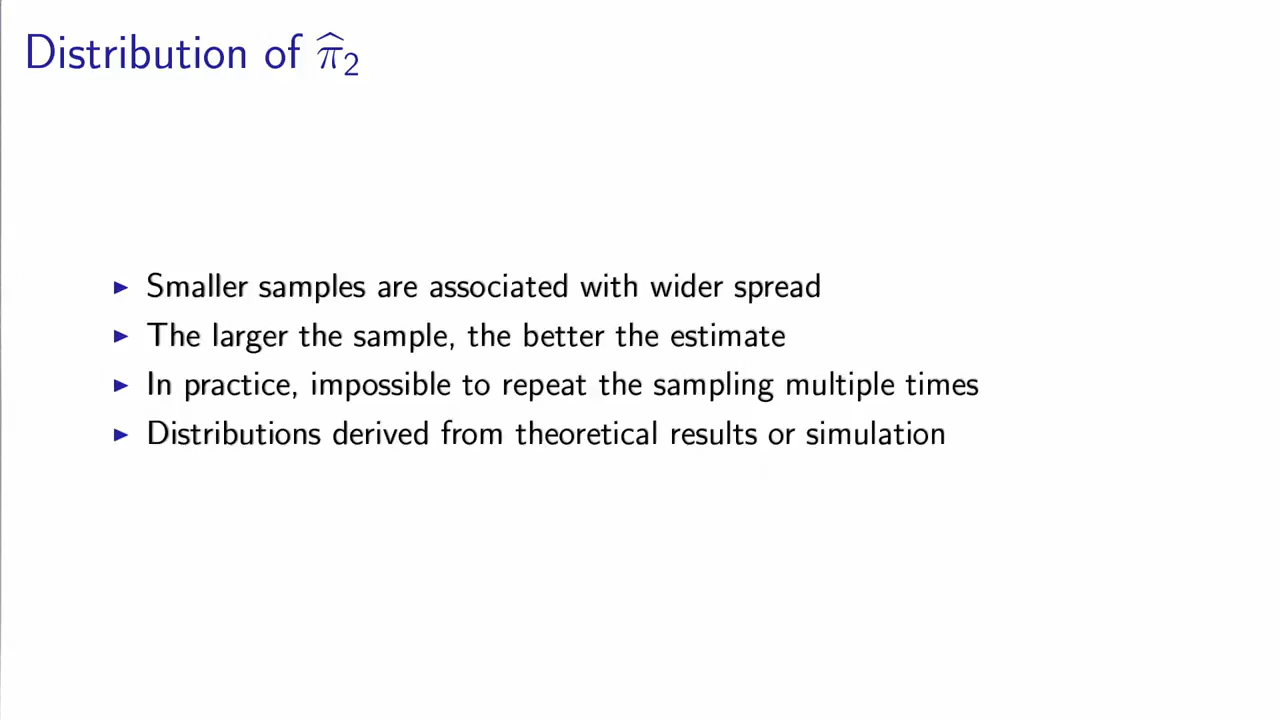 Distribution of π̂₂
▶ Smaller samples are associated with wider spread
▶ The larger the sample, the better the estimate
▶ In practice, impossible to repeat the sampling multiple times
▶ Distributions derived from theoretical results or simulation